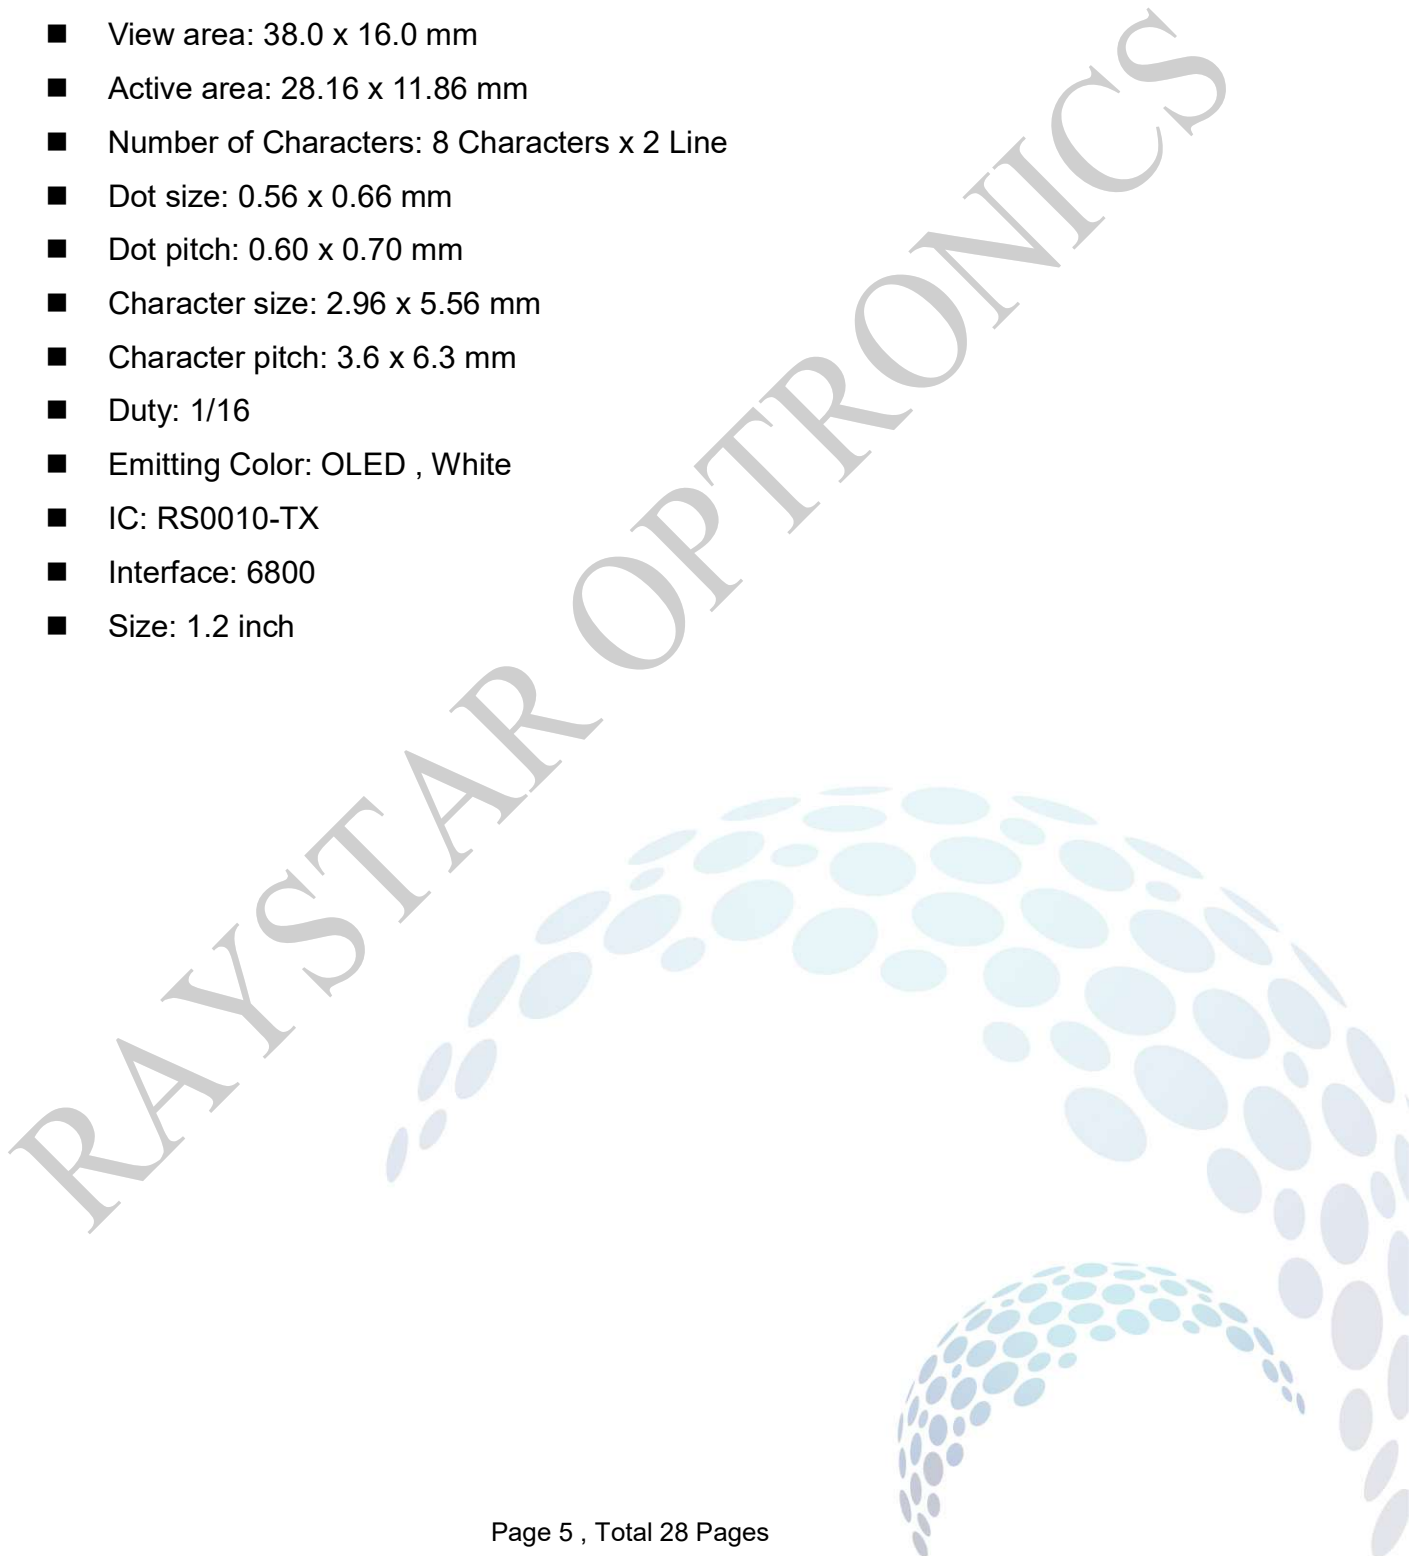 ■ View area: 38.0 x 16.0 mm
■ Active area: 28.16 x 11.86 mm
■ Number of Characters: 8 Characters x 2 Line
■ Dot size: 0.56 x 0.66 mm
■ Dot pitch: 0.60 x 0.70 mm
■ Character size: 2.96 x 5.56 mm
■ Character pitch: 3.6 x 6.3 mm
■ Duty: 1/16
■ Emitting Color: OLED , White
■ IC: RS0010-TX
■ Interface: 6800
■ Size: 1.2 inch
RAYSTAR OPTRONICS
Page 5 , Total 28 Pages